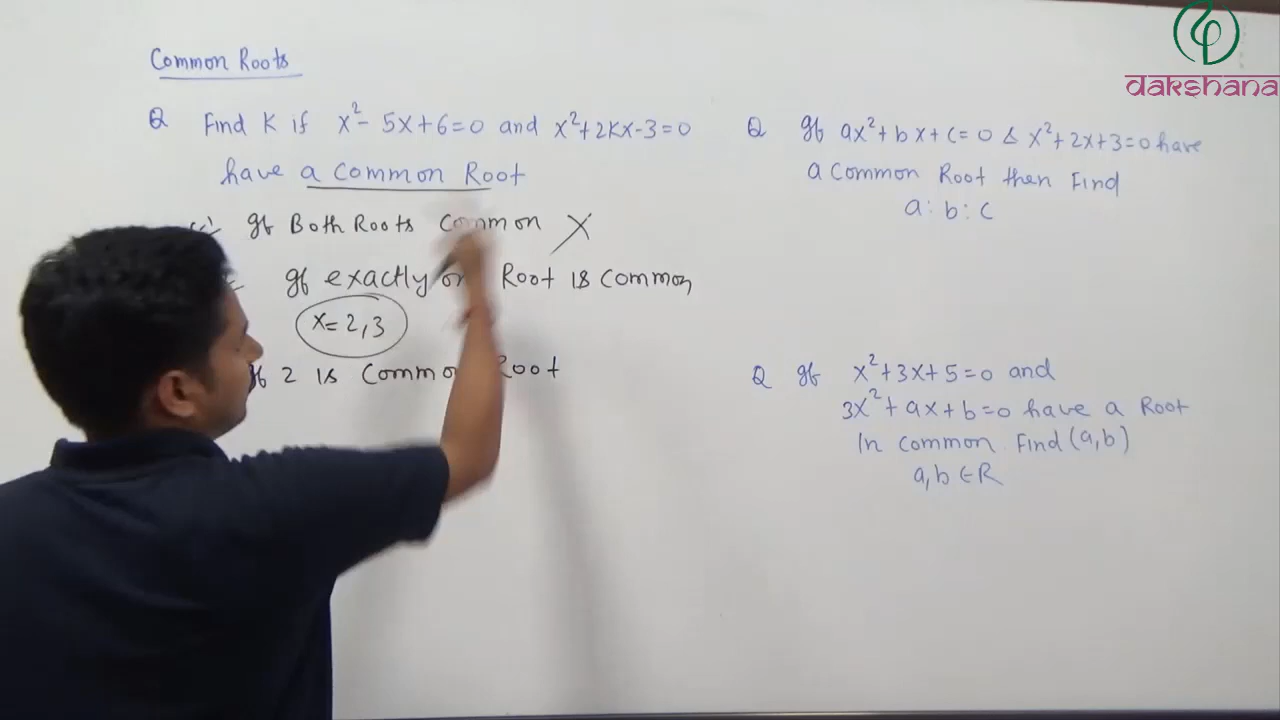 dakshana
Common Roots
Q Find K if x² - 5x + 6 = 0 and x² + 2Kx - 3 = 0
have a Common Root
If Both Roots Common X
If exactly Root is Common
x = 2, 3
2 is Common Root
Q If ax² + bx + c = 0 & x² + 2x + 3 = 0 have
a Common Root then Find
a : b : c
Q If x² + 3x + 5 = 0 and
3x² + ax + b = 0 have a Root
In common Find (a, b)
a, b ∈ R